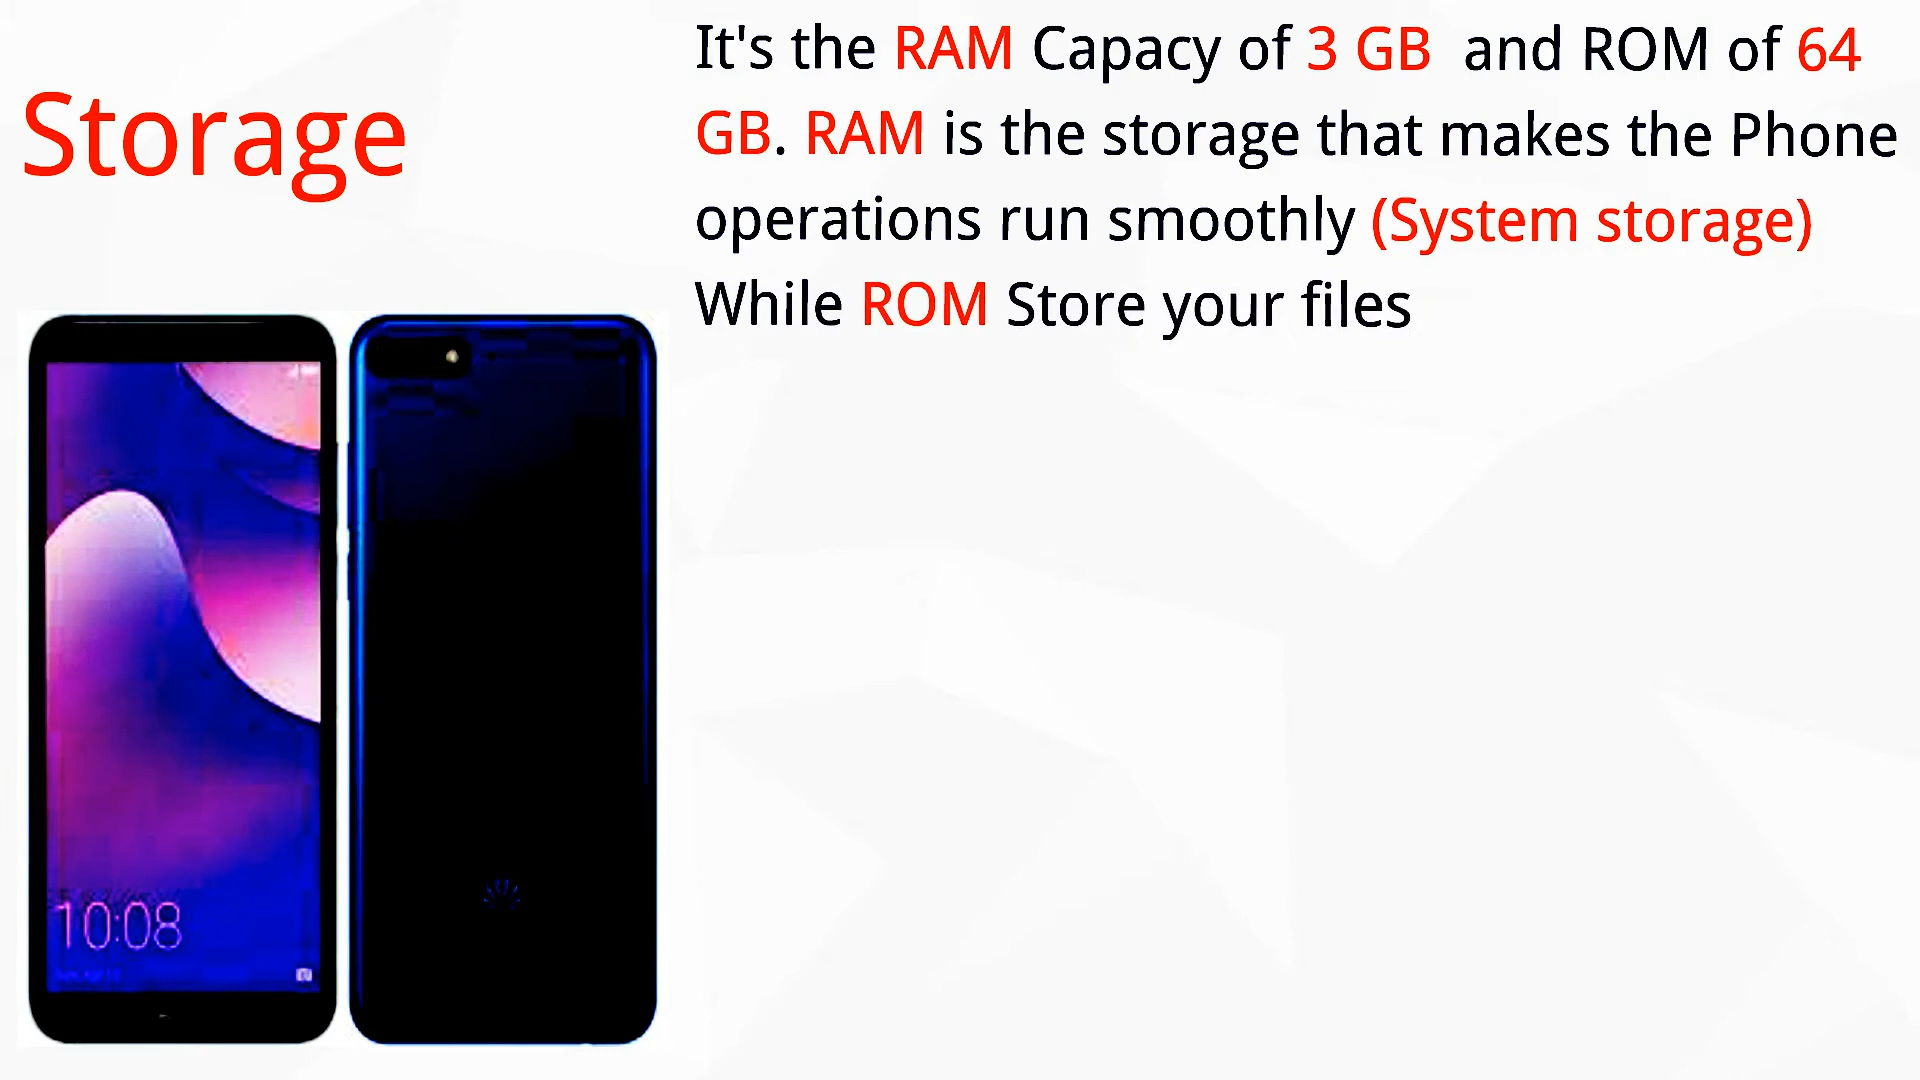 Storage
It's the RAM Capacy of 3 GB  and ROM of 64
GB. RAM is the storage that makes the Phone
operations run smoothly (System storage)
While ROM Store your files
10:08